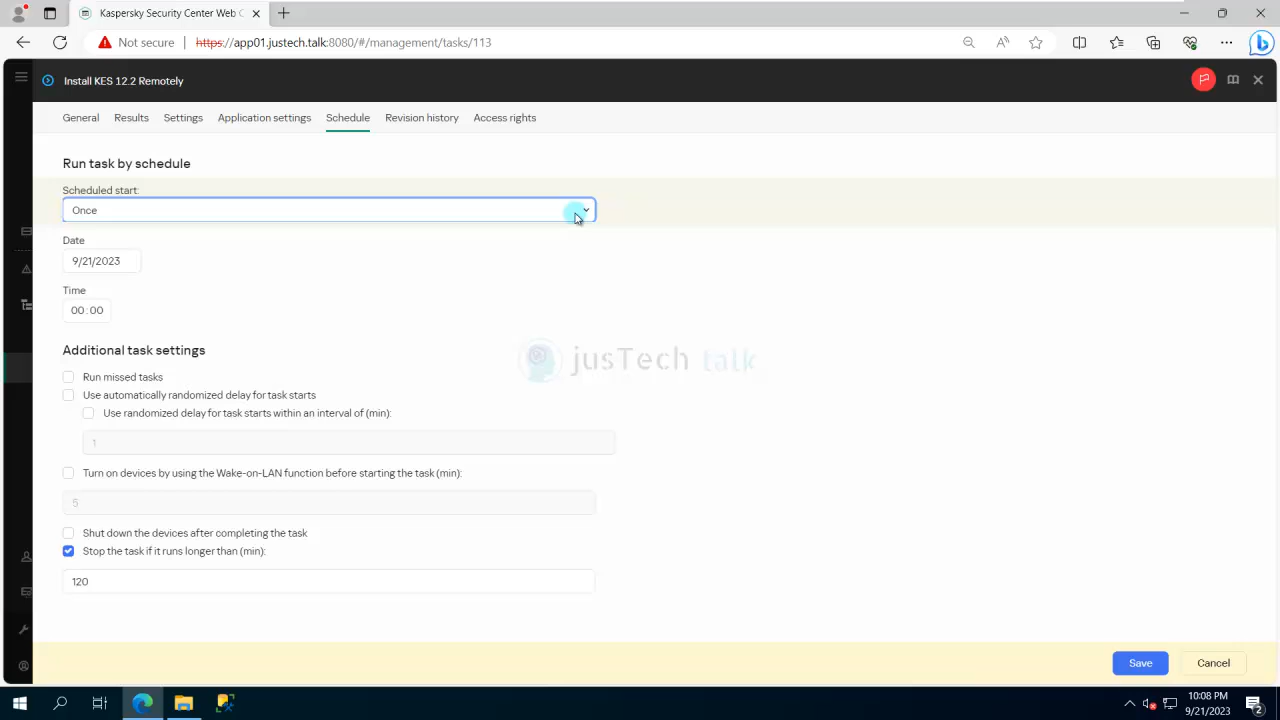 Kaspersky Security Center Web C
Not secure
https://app01.justech.talk:8080/#/management/tasks/113
Install KES 12.2 Remotely
General
Results
Settings
Application settings
Schedule
Revision history
Access rights
Run task by schedule
Scheduled start:
Once
Date
9/21/2023
Time
00:00
Additional task settings
jusTech talk
Run missed tasks
Use automatically randomized delay for task starts
Use randomized delay for task starts within an interval of (min):
1
Turn on devices by using the Wake-on-LAN function before starting the task (min):
5
Shut down the devices after completing the task
Stop the task if it runs longer than (min):
120
Save
Cancel
10:08 PM
9/21/2023
2